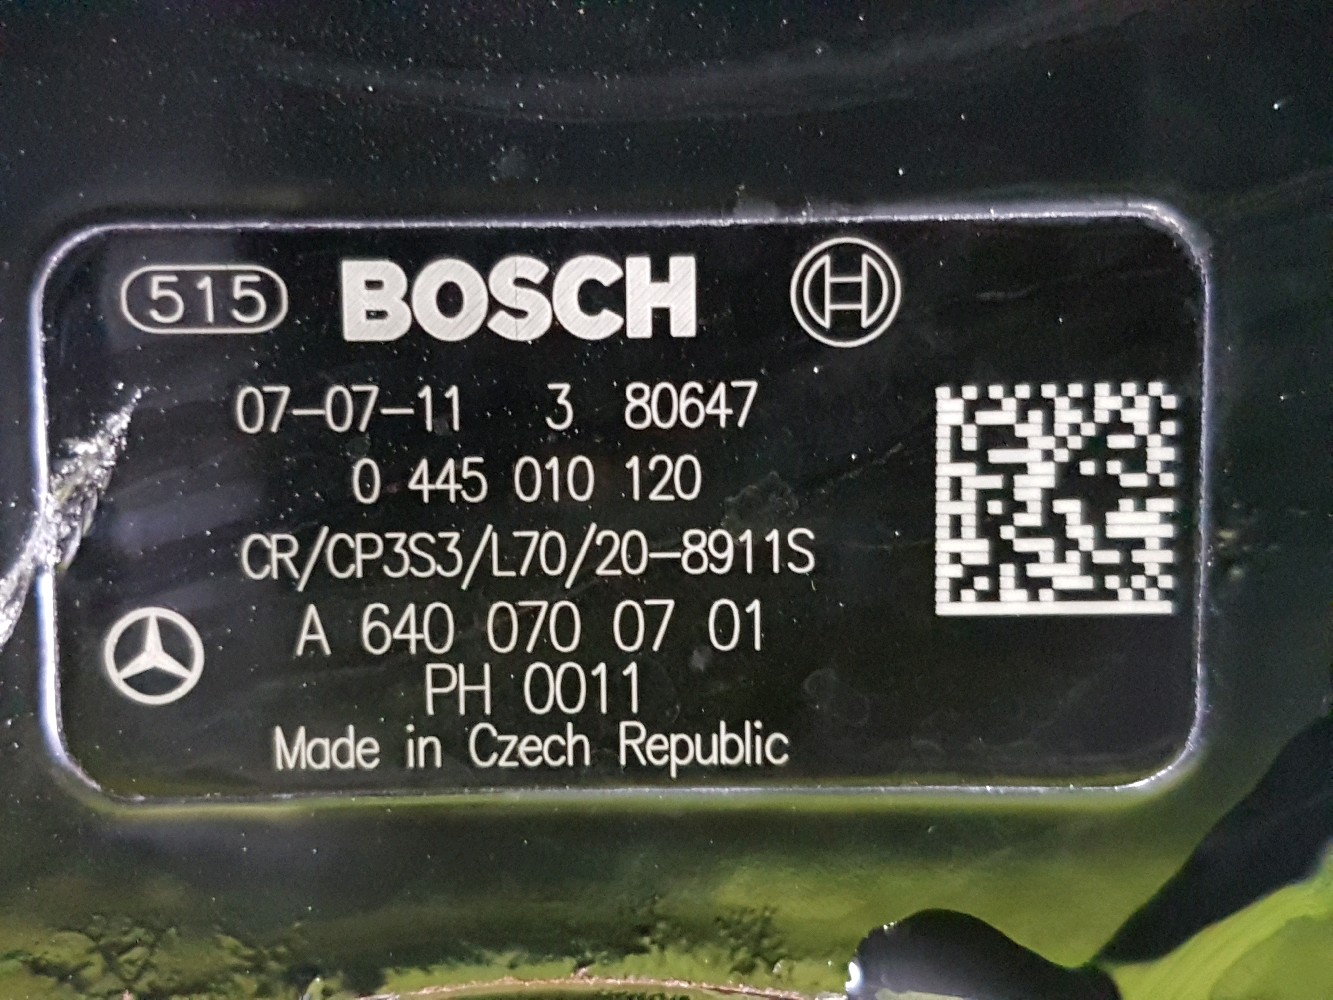 515 BOSCH
07-07-11 3 80647
0 445 010 120
CR/CP3S3/L70/20-8911S
A 640 070 07 01
PH 0011
Made in Czech Republic